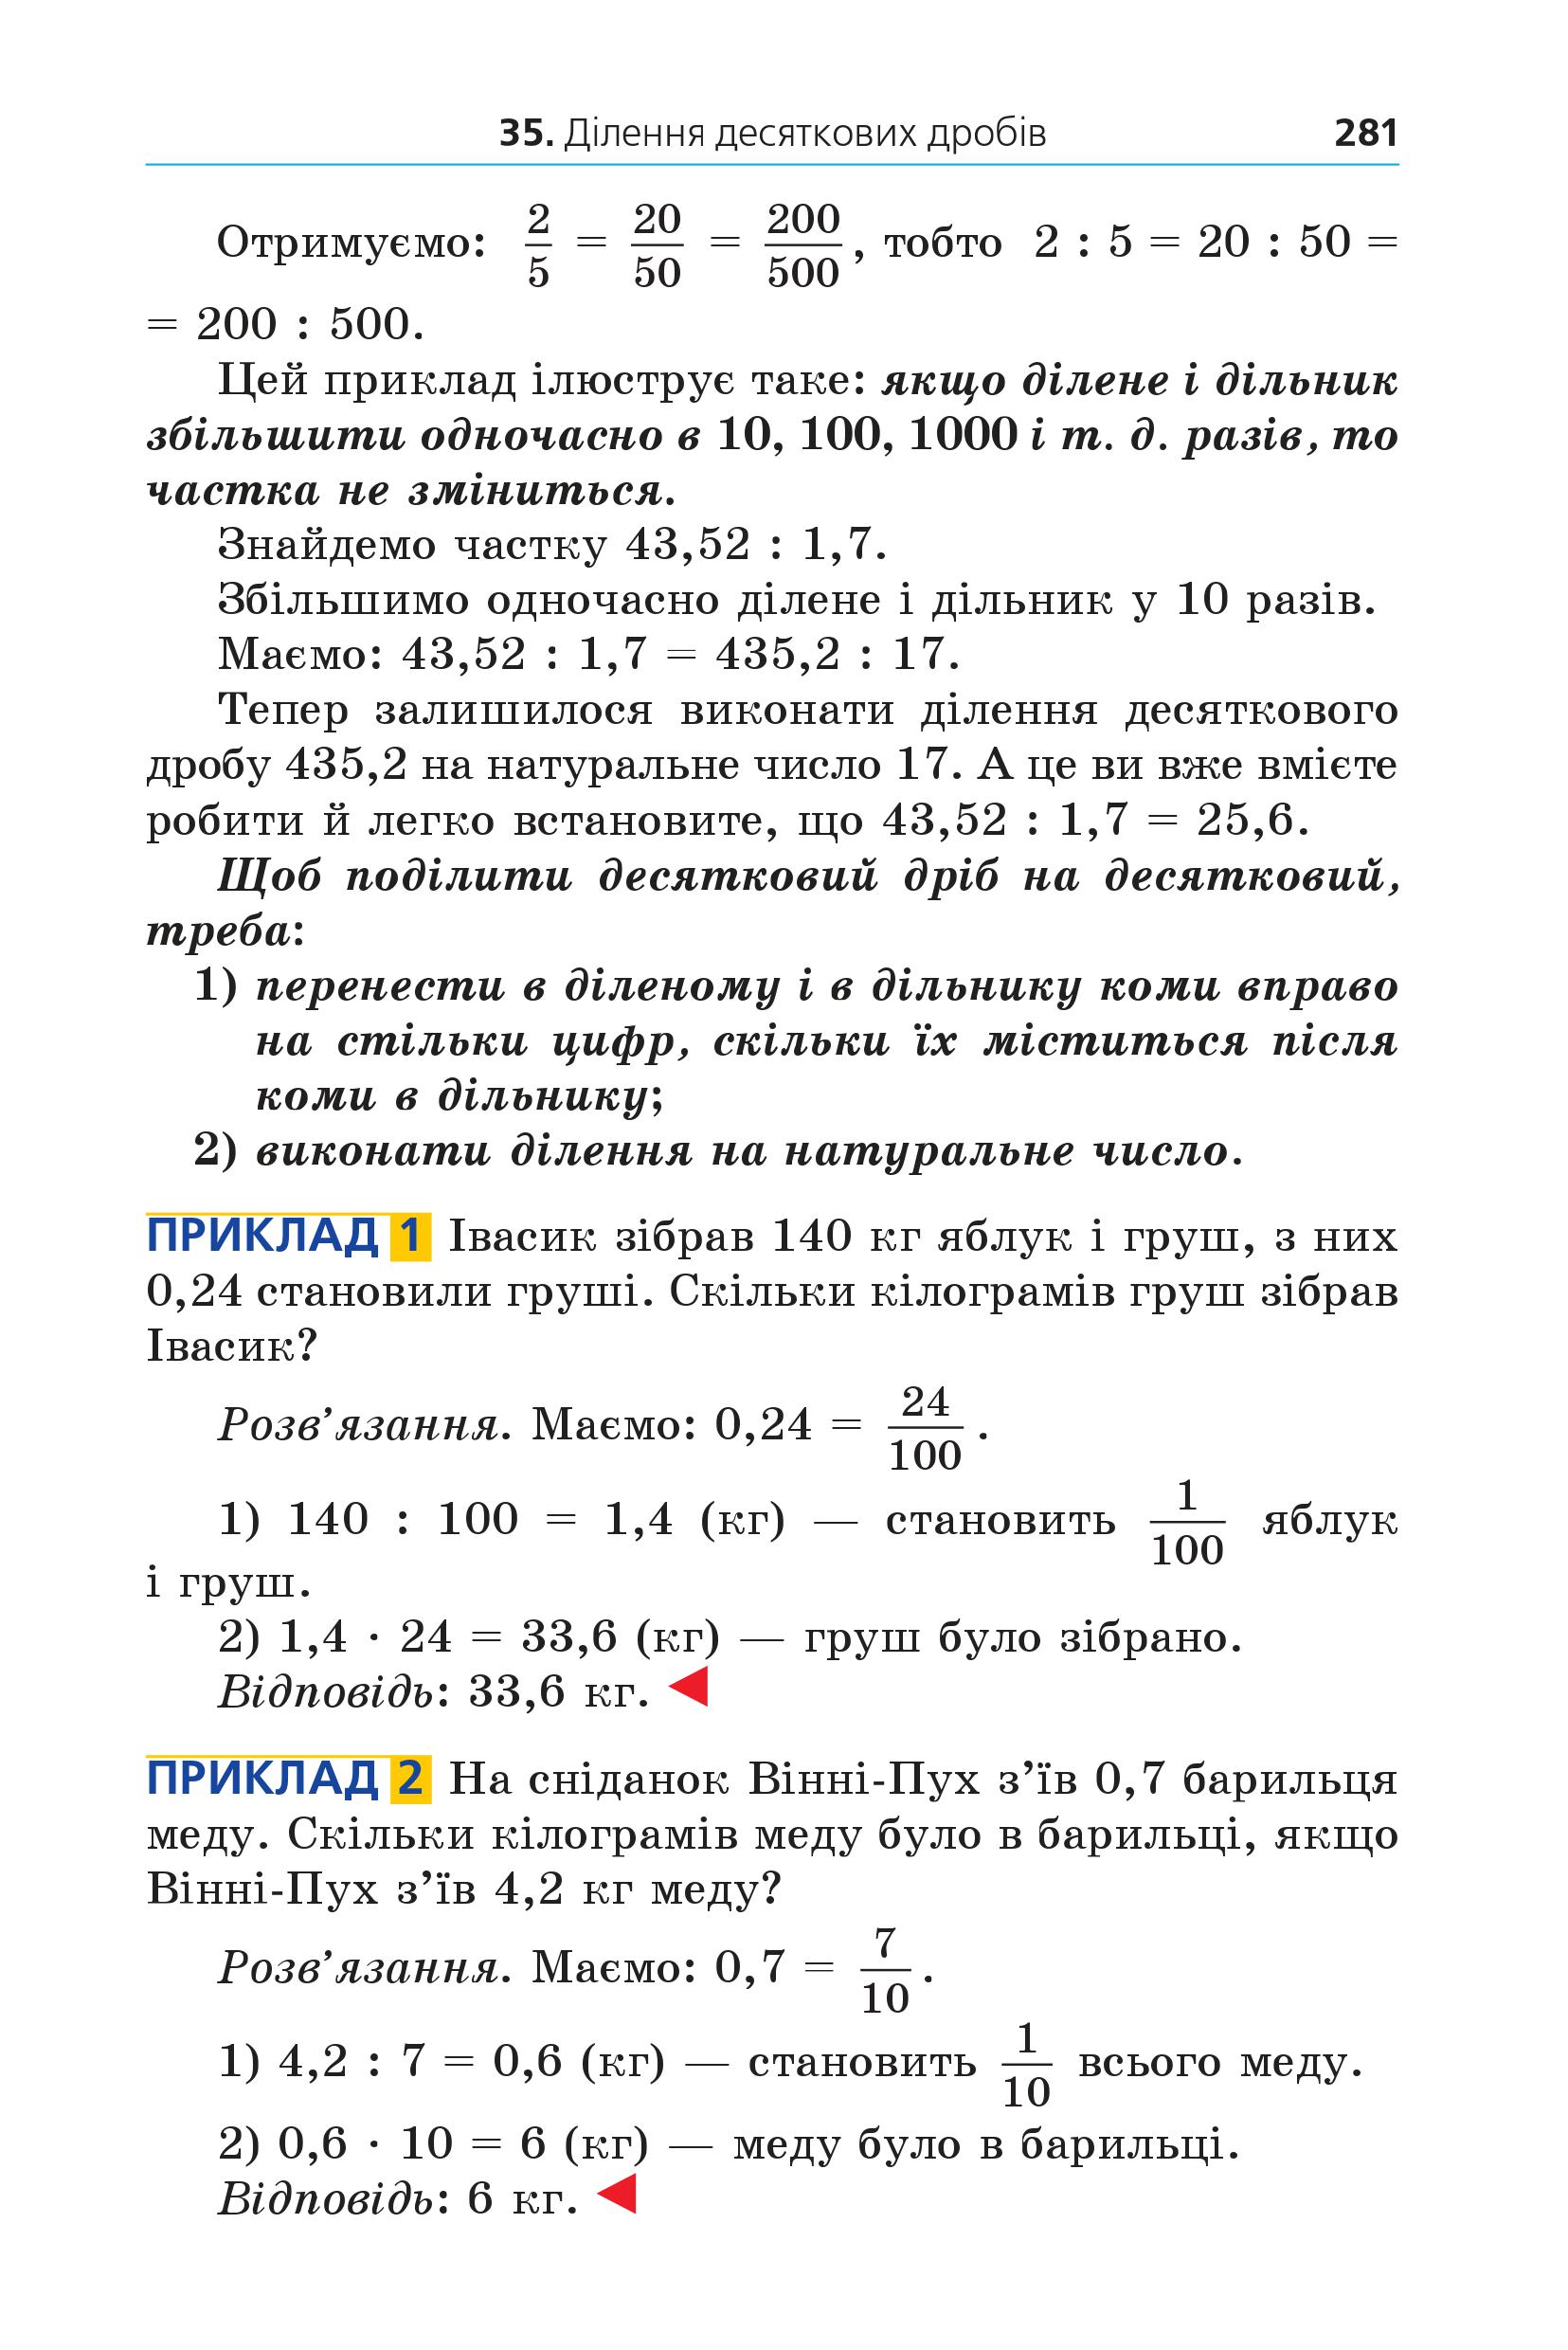 35. Ділення десяткових дробів 281
Отримуємо: 2/5 = 20/50 = 200/500, тобто 2 : 5 = 20 : 50 =
= 200 : 500.
Цей приклад ілюструє таке: якщо ділене і дільник
збільшити одночасно в 10, 100, 1000 і т. д. разів, то
частка не зміниться.
Знайдемо частку 43,52 : 1,7.
Збільшимо одночасно ділене і дільник у 10 разів.
Маємо: 43,52 : 1,7 = 435,2 : 17.
Тепер залишилося виконати ділення десяткового
дробу 435,2 на натуральне число 17. А це ви вже вмієте
робити й легко встановите, що 43,52 : 1,7 = 25,6.
Щоб поділити десятковий дріб на десятковий,
треба:
1) перенести в діленому і в дільнику коми вправо
на стільки цифр, скільки їх міститься після
коми в дільнику;
2) виконати ділення на натуральне число.
ПРИКЛАД 1 Івасик зібрав 140 кг яблук і груш, з них
0,24 становили груші. Скільки кілограмів груш зібрав
Івасик?
Розв’язання. Маємо: 0,24 = 24/100.
1) 140 : 100 = 1,4 (кг) — становить 1/100 яблук
і груш.
2) 1,4 · 24 = 33,6 (кг) — груш було зібрано.
Відповідь: 33,6 кг.
ПРИКЛАД 2 На сніданок Вінні-Пух з’їв 0,7 барильця
меду. Скільки кілограмів меду було в барильці, якщо
Вінні-Пух з’їв 4,2 кг меду?
Розв’язання. Маємо: 0,7 = 7/10.
1) 4,2 : 7 = 0,6 (кг) — становить 1/10 всього меду.
2) 0,6 · 10 = 6 (кг) — меду було в барильці.
Відповідь: 6 кг.